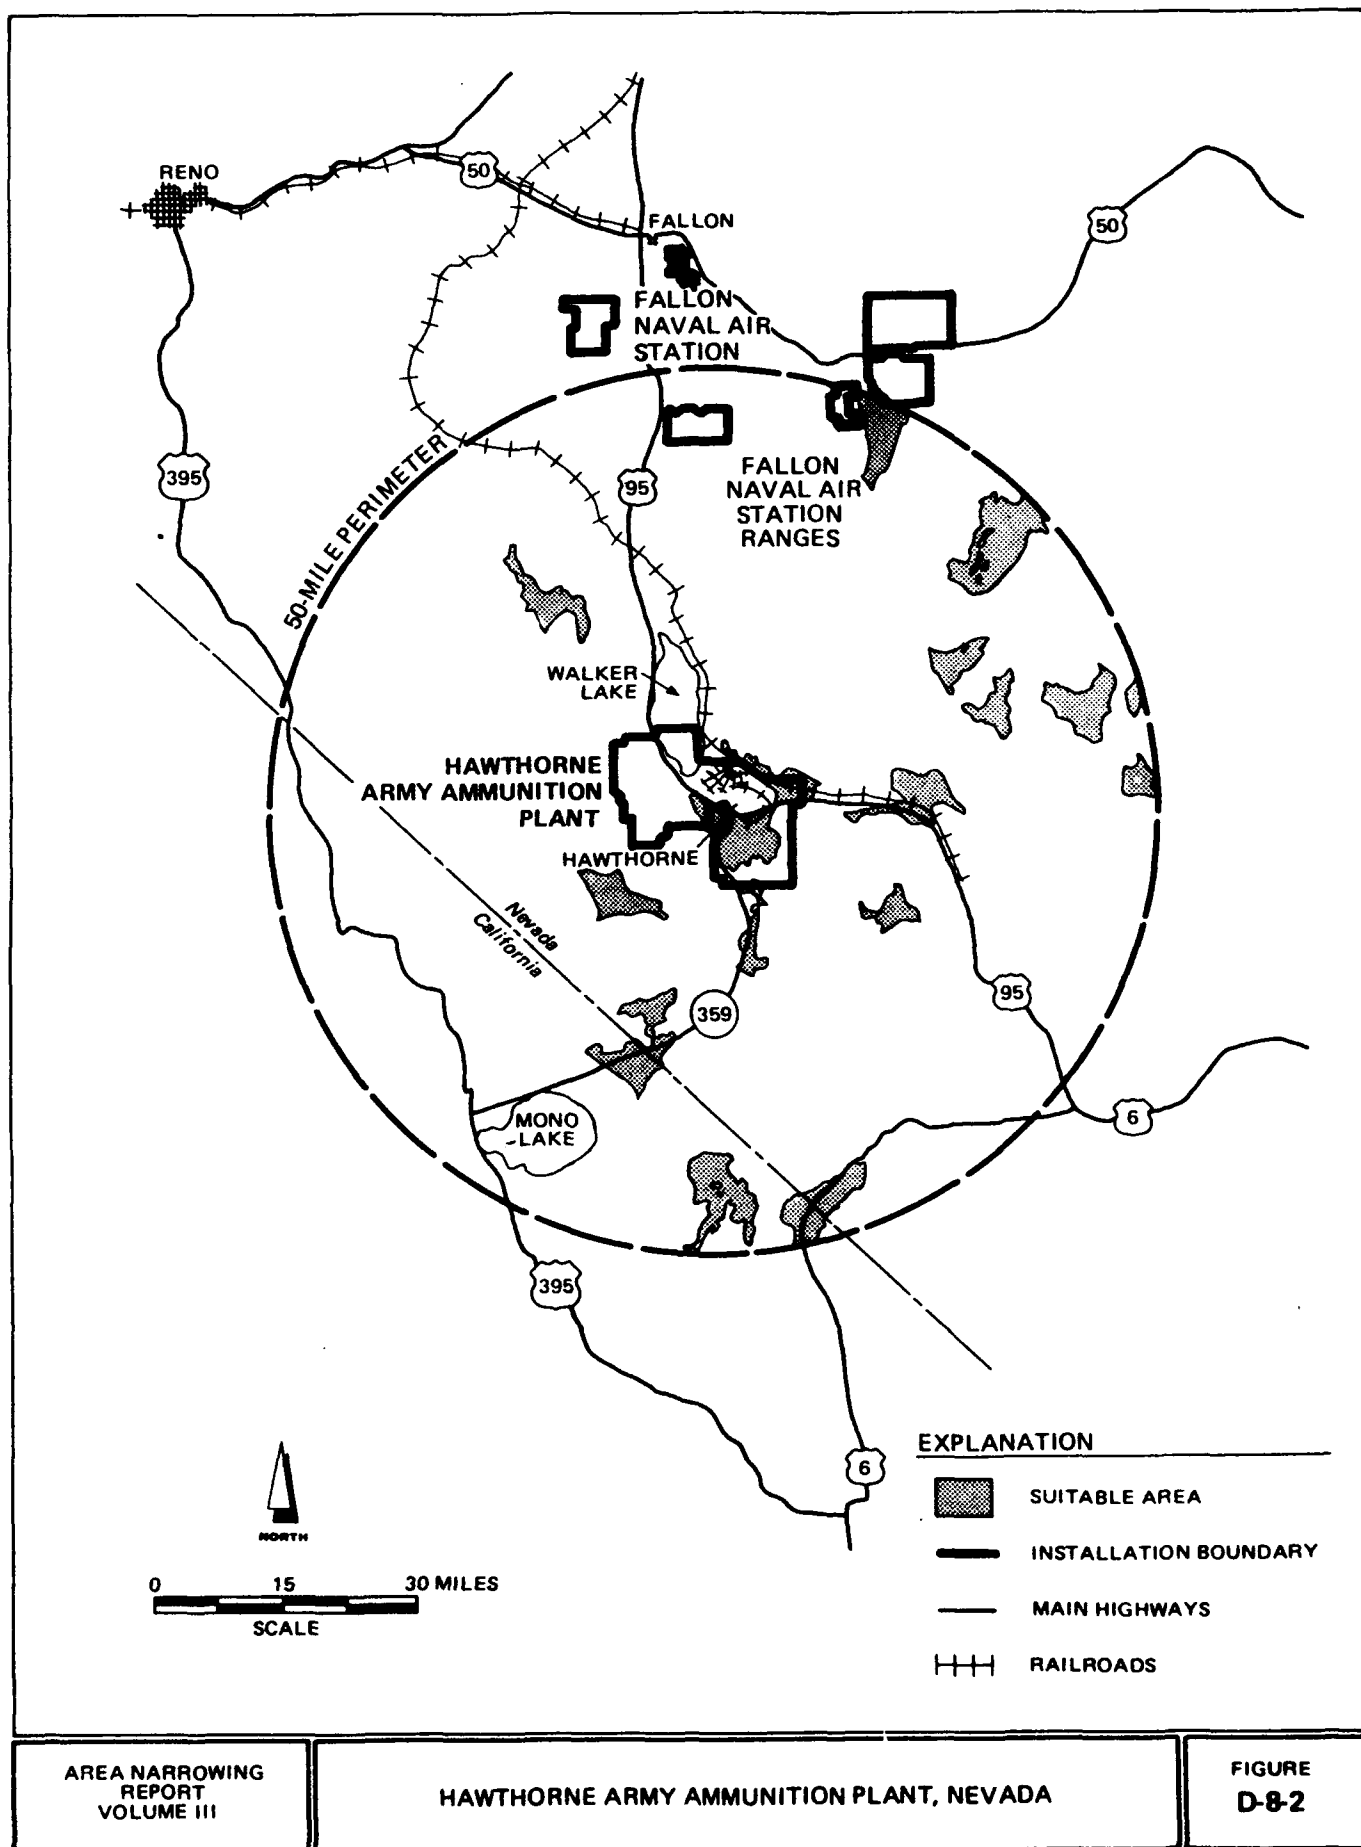 RENO
50
FALLON
50
FALLON
NAVAL AIR
STATION
395
50-MILE PERIMETER
95
FALLON
NAVAL AIR
STATION
RANGES
WALKER
LAKE
HAWTHORNE
ARMY AMMUNITION
PLANT
HAWTHORNE
Nevada
California
359
95
MONO
LAKE
6
395
6
NORTH
0 15 30 MILES
SCALE
EXPLANATION
SUITABLE AREA
INSTALLATION BOUNDARY
MAIN HIGHWAYS
RAILROADS
AREA NARROWING
REPORT
VOLUME III
HAWTHORNE ARMY AMMUNITION PLANT, NEVADA
FIGURE
D-8-2